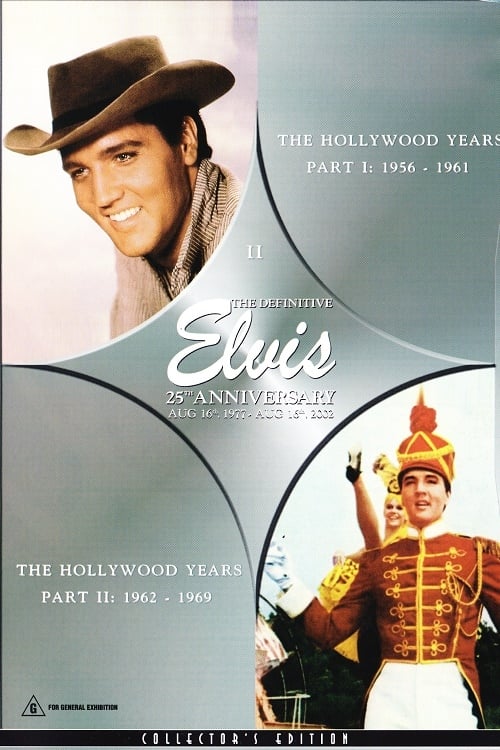 THE HOLLYWOOD YEARS
PART I: 1956 - 1961
II
THE DEFINITIVE
Elvis
25TH ANNIVERSARY
AUG 16th, 1977 - AUG 16th, 2002
THE HOLLYWOOD YEARS
PART II: 1962 - 1969
G FOR GENERAL EXHIBITION
COLLECTOR'S EDITION